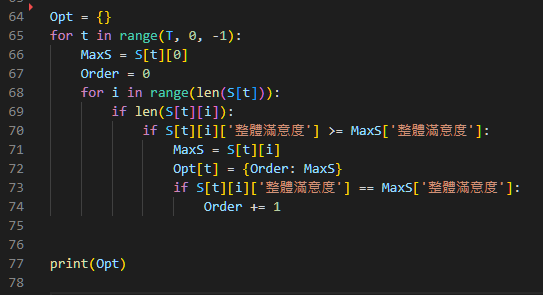 64 Opt = {}
65 for t in range(T, 0, -1):
66     MaxS = S[t][0]
67     Order = 0
68     for i in range(len(S[t])):
69         if len(S[t][i]):
70             if S[t][i]['整體滿意度'] >= MaxS['整體滿意度']:
71                 MaxS = S[t][i]
72                 Opt[t] = {Order: MaxS}
73                 if S[t][i]['整體滿意度'] == MaxS['整體滿意度']:
74                     Order += 1
75
76
77 print(Opt)
78